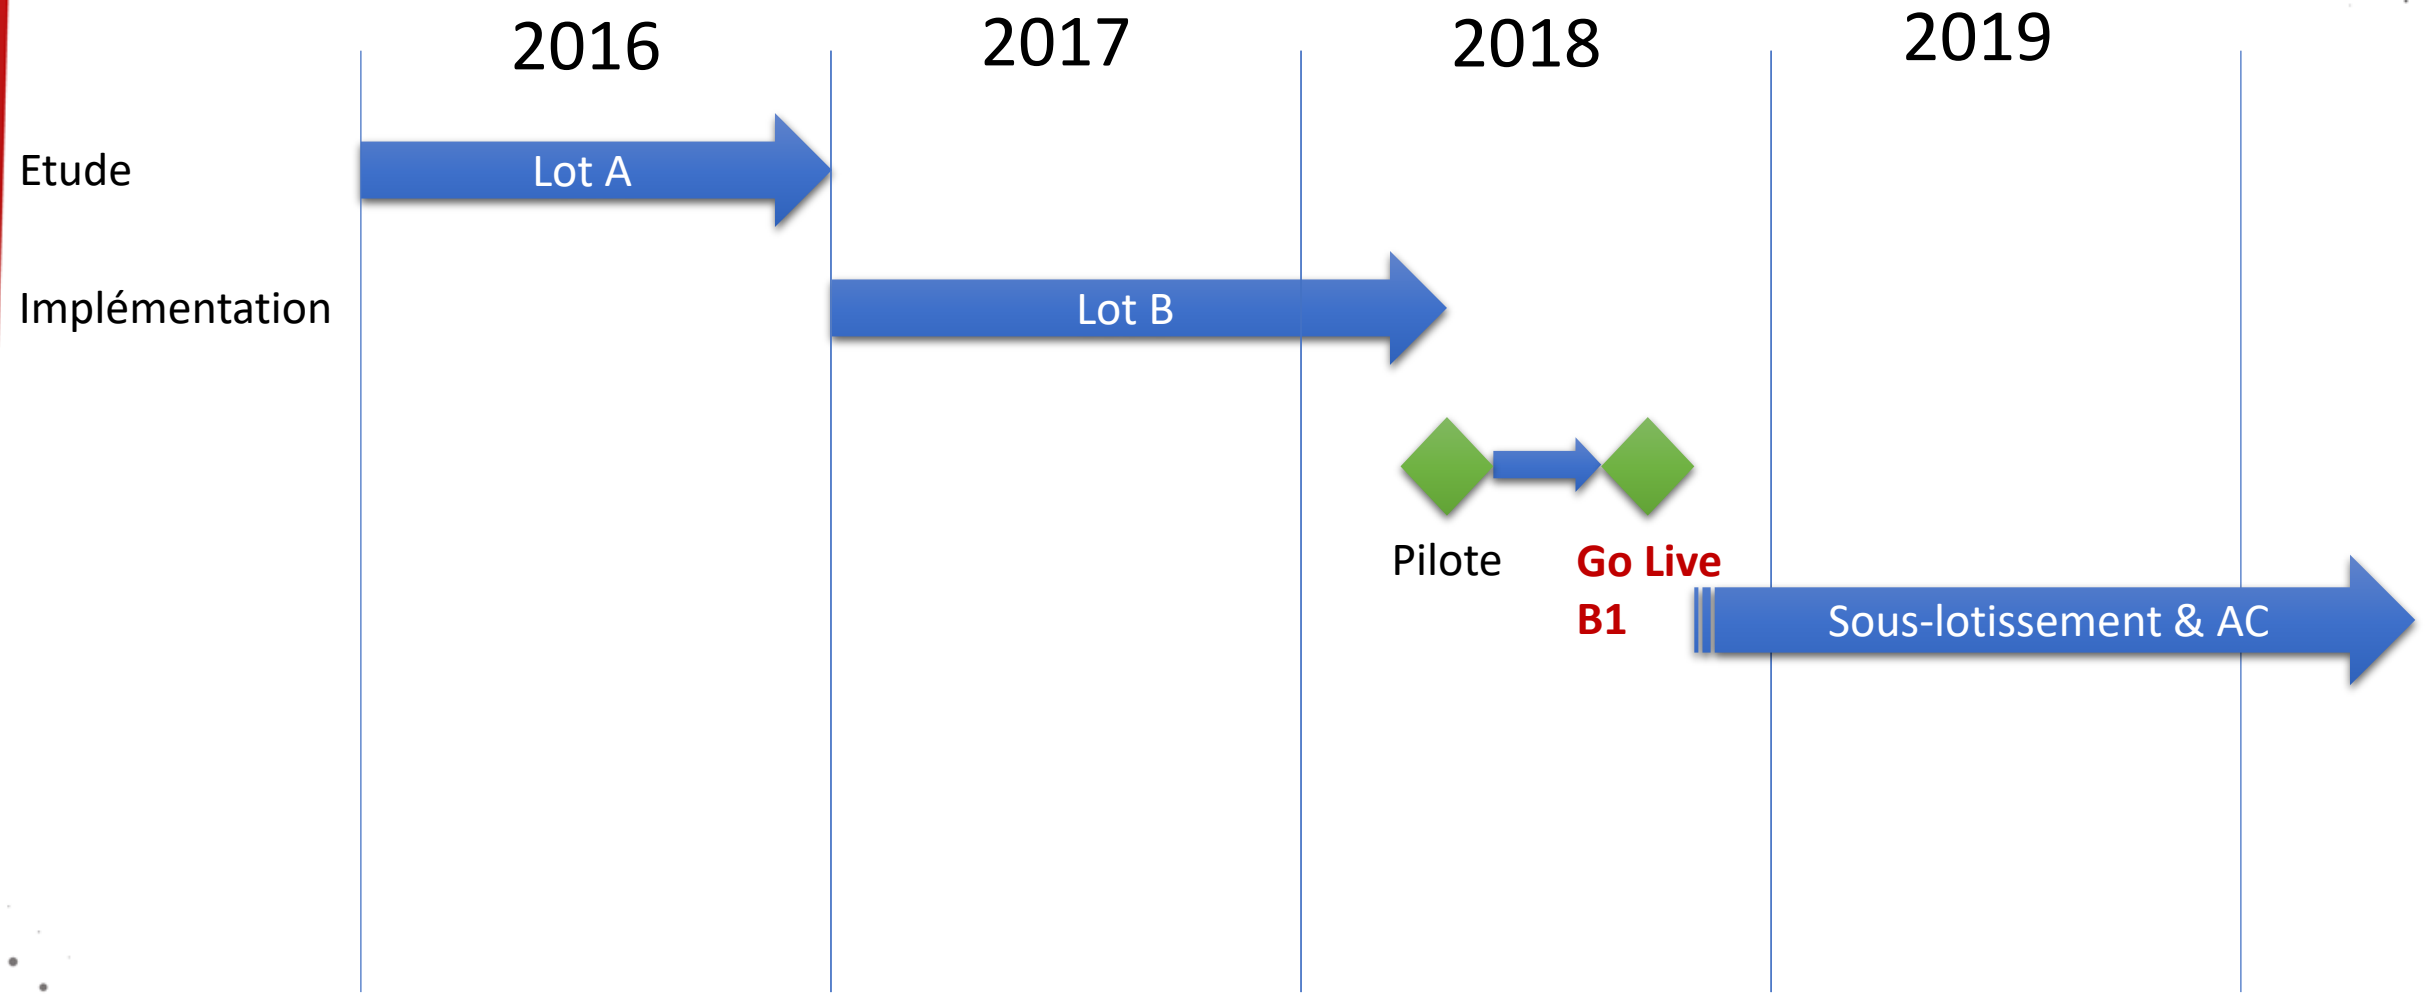 2016 2017 2018 2019
Etude
Lot A
Implémentation
Lot B
Pilote
Go Live
B1
Sous-lotissement & AC